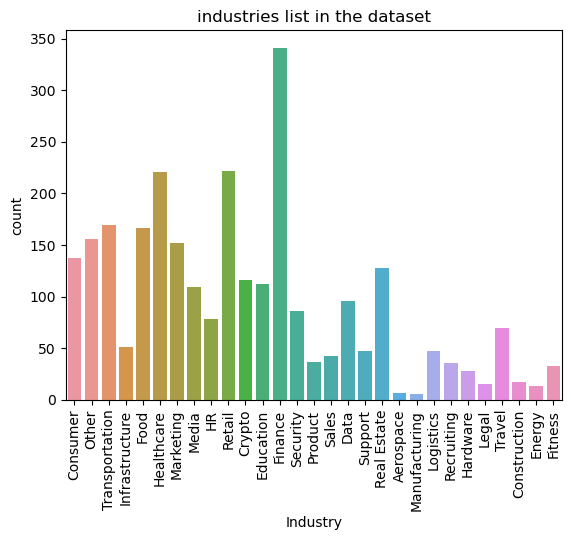 industries list in the dataset
350
300
250
200
150
100
50
0
count
Consumer
Other
Transportation
Infrastructure
Food
Healthcare
Marketing
Media
HR
Retail
Crypto
Education
Finance
Security
Product
Sales
Data
Support
Real Estate
Aerospace
Manufacturing
Logistics
Recruiting
Hardware
Legal
Travel
Construction
Energy
Fitness
Industry